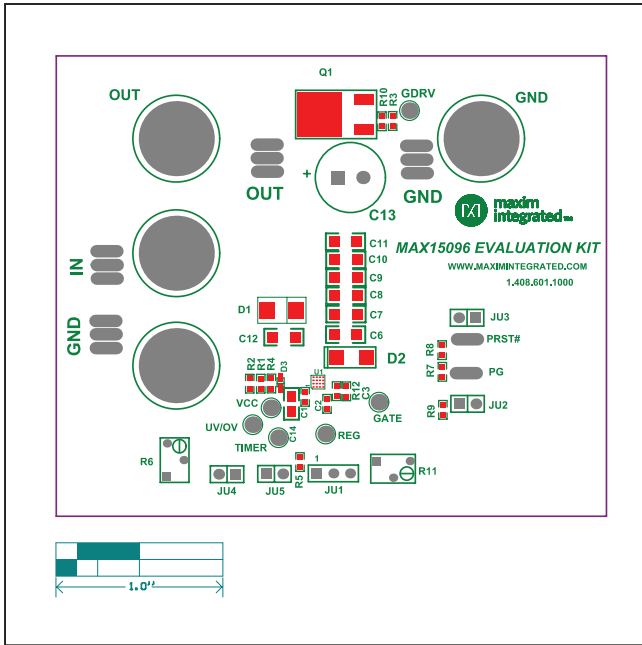 Q1
OUT
R10
R3
GDRV
GND
OUT
+
GND
C13
maxim
integrated™
MAX15096 EVALUATION KIT
WWW.MAXIMINTEGRATED.COM
1.408.601.1000
IN
GND
C11
C10
C9
C8
C7
C6
D1
C12
D2
JU3
PRST#
R8
R7
PG
R9
JU2
R2
R1
R4
D3
U1
C1
C2
R12
C3
GATE
VCC
UV/OV
TIMER
C14
REG
R6
JU4
JU5
R5
1
JU1
R11
1.0"